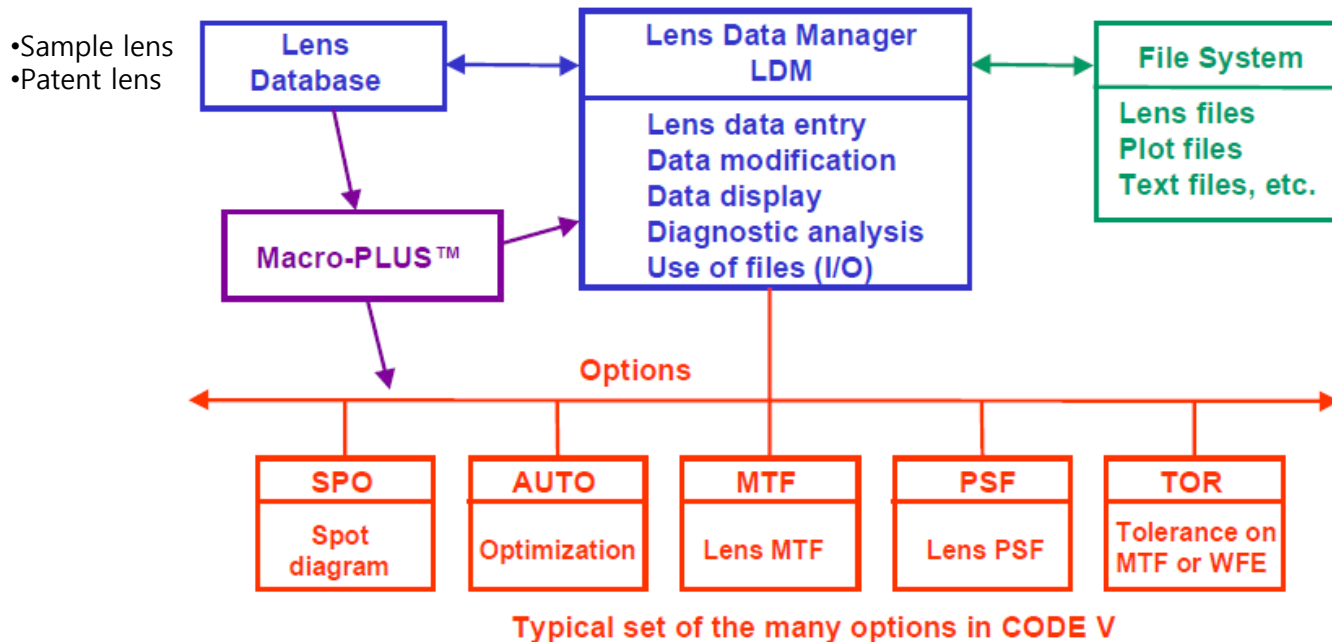 •Sample lens
•Patent lens
Lens
Database
Lens Data Manager
LDM
Lens data entry
Data modification
Data display
Diagnostic analysis
Use of files (I/O)
File System
Lens files
Plot files
Text files, etc.
Macro-PLUS™
Options
SPO
Spot
diagram
AUTO
Optimization
MTF
Lens MTF
PSF
Lens PSF
TOR
Tolerance on
MTF or WFE
Typical set of the many options in CODE V